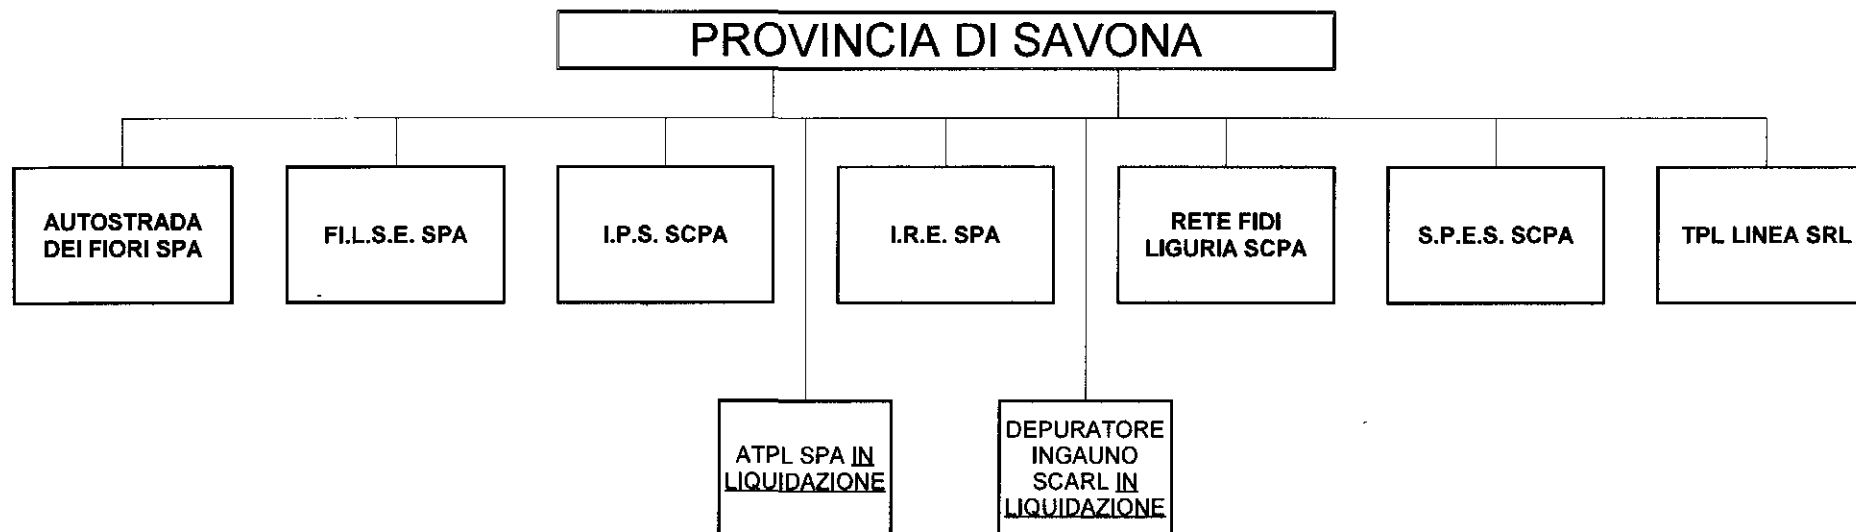 PROVINCIA DI SAVONA
AUTOSTRADA
DEI FIORI SPA
FI.L.S.E. SPA
I.P.S. SCPA
I.R.E. SPA
RETE FIDI
LIGURIA SCPA
S.P.E.S. SCPA
TPL LINEA SRL
ATPL SPA IN
LIQUIDAZIONE
DEPURATORE
INGAUNO
SCARL IN
LIQUIDAZIONE